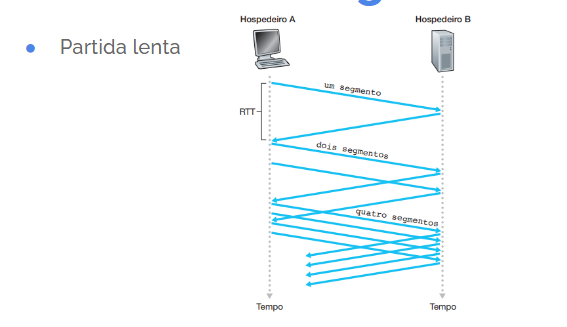 Partida lenta
Hospedeiro A
Hospedeiro B
um segmento
RTT
dois segmentos
quatro segmentos
Tempo
Tempo